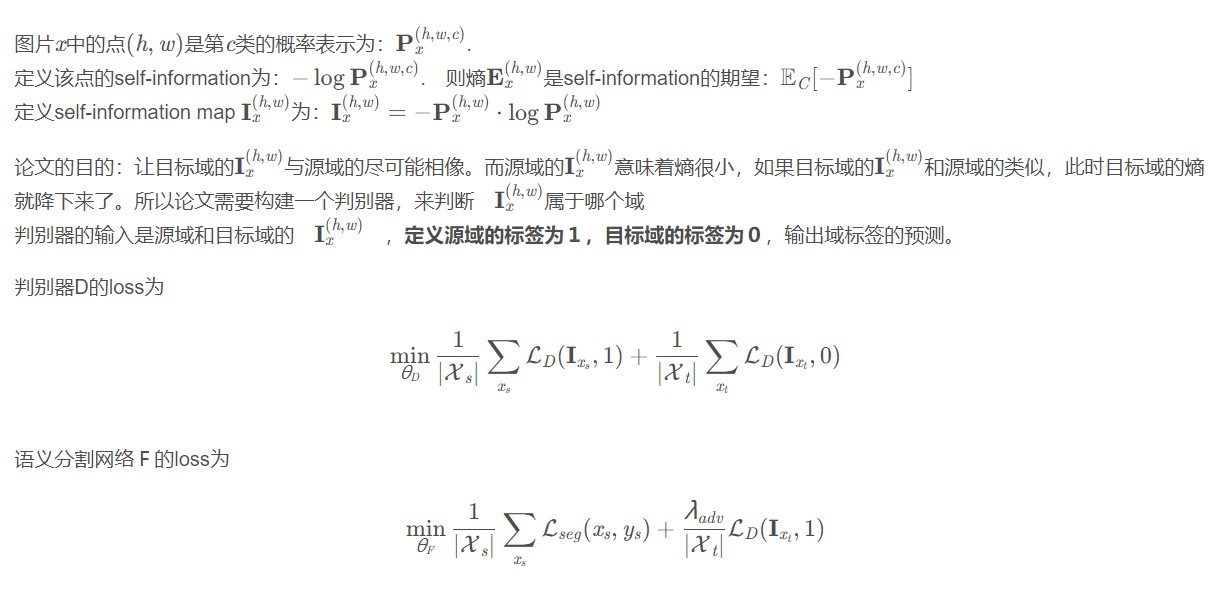 图片$x$中的点$(h, w)$是第$c$类的概率表示为：$\mathbf{P}_x^{(h,w,c)}$.
定义该点的self-information为：$-\log \mathbf{P}_x^{(h,w,c)}$. 则熵$\mathbf{E}_x^{(h,w)}$是self-information的期望：$\mathbb{E}_C[-\mathbf{P}_x^{(h,w,c)}]$
定义self-information map $\mathbf{I}_x^{(h,w)}$为：$\mathbf{I}_x^{(h,w)} = -\mathbf{P}_x^{(h,w)} \cdot \log \mathbf{P}_x^{(h,w)}$
论文的目的：让目标域的$\mathbf{I}_x^{(h,w)}$与源域的尽可能相像。而源域的$\mathbf{I}_x^{(h,w)}$意味着熵很小，如果目标域的$\mathbf{I}_x^{(h,w)}$和源域的类似，此时目标域的熵
就降下来了。所以论文需要构建一个判别器，来判断 $\mathbf{I}_x^{(h,w)}$属于哪个域
判别器的输入是源域和目标域的 $\mathbf{I}_x^{(h,w)}$ ，定义源域的标签为1，目标域的标签为0，输出域标签的预测。
判别器D的loss为
$\min_{\theta_D} \frac{1}{|\mathcal{X}_s|} \sum_{x_s} \mathcal{L}_D(\mathbf{I}_{x_s}, 1) + \frac{1}{|\mathcal{X}_t|} \sum_{x_t} \mathcal{L}_D(\mathbf{I}_{x_t}, 0)$
语义分割网络 F 的loss为
$\min_{\theta_F} \frac{1}{|\mathcal{X}_s|} \sum_{x_s} \mathcal{L}_{seg}(x_s, y_s) + \frac{\lambda_{adv}}{|\mathcal{X}_t|} \mathcal{L}_D(\mathbf{I}_{x_t}, 1)$